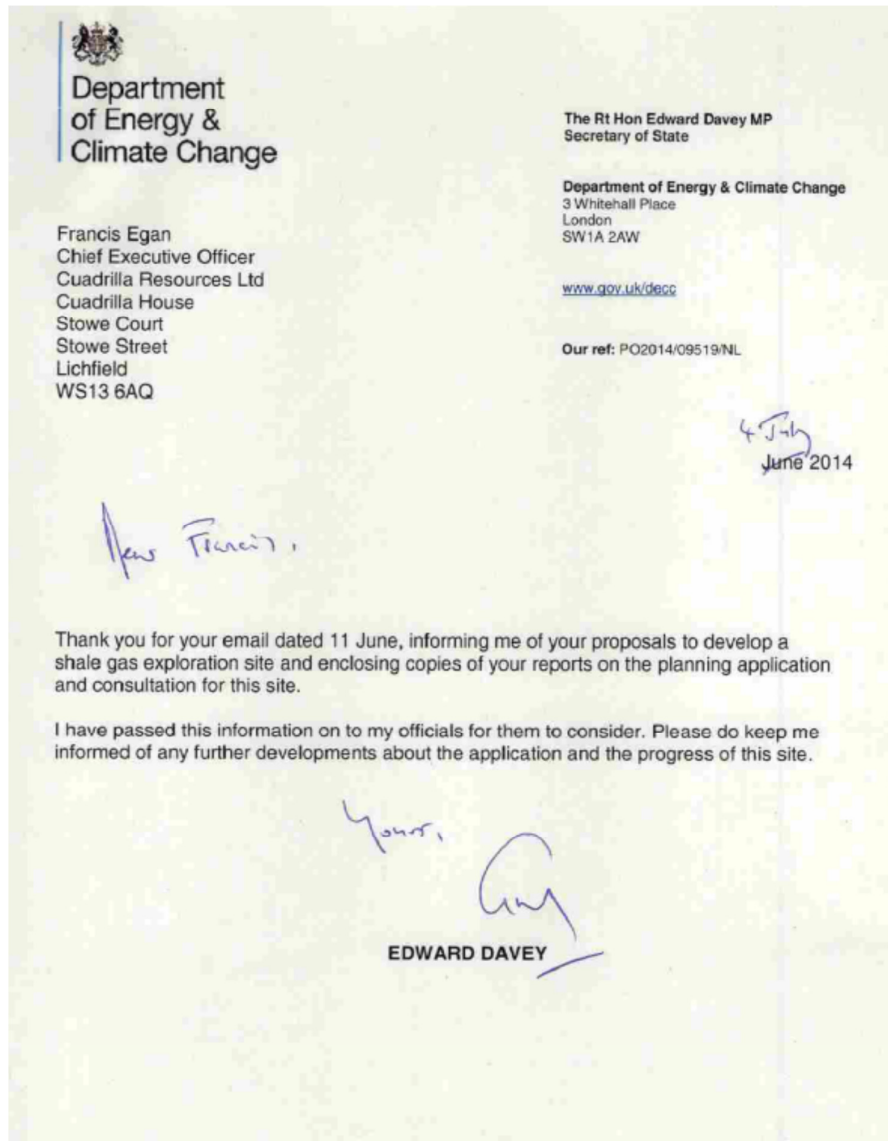 Department
of Energy &
Climate Change
The Rt Hon Edward Davey MP
Secretary of State
Department of Energy & Climate Change
3 Whitehall Place
London
SW1A 2AW
www.gov.uk/decc
Our ref: PO2014/09519/NL
Francis Egan
Chief Executive Officer
Cuadrilla Resources Ltd
Cuadrilla House
Stowe Court
Stowe Street
Lichfield
WS13 6AQ
4 July
June 2014
Dear Francis,
Thank you for your email dated 11 June, informing me of your proposals to develop a
shale gas exploration site and enclosing copies of your reports on the planning application
and consultation for this site.
I have passed this information on to my officials for them to consider. Please do keep me
informed of any further developments about the application and the progress of this site.
Yours,
EDWARD DAVEY